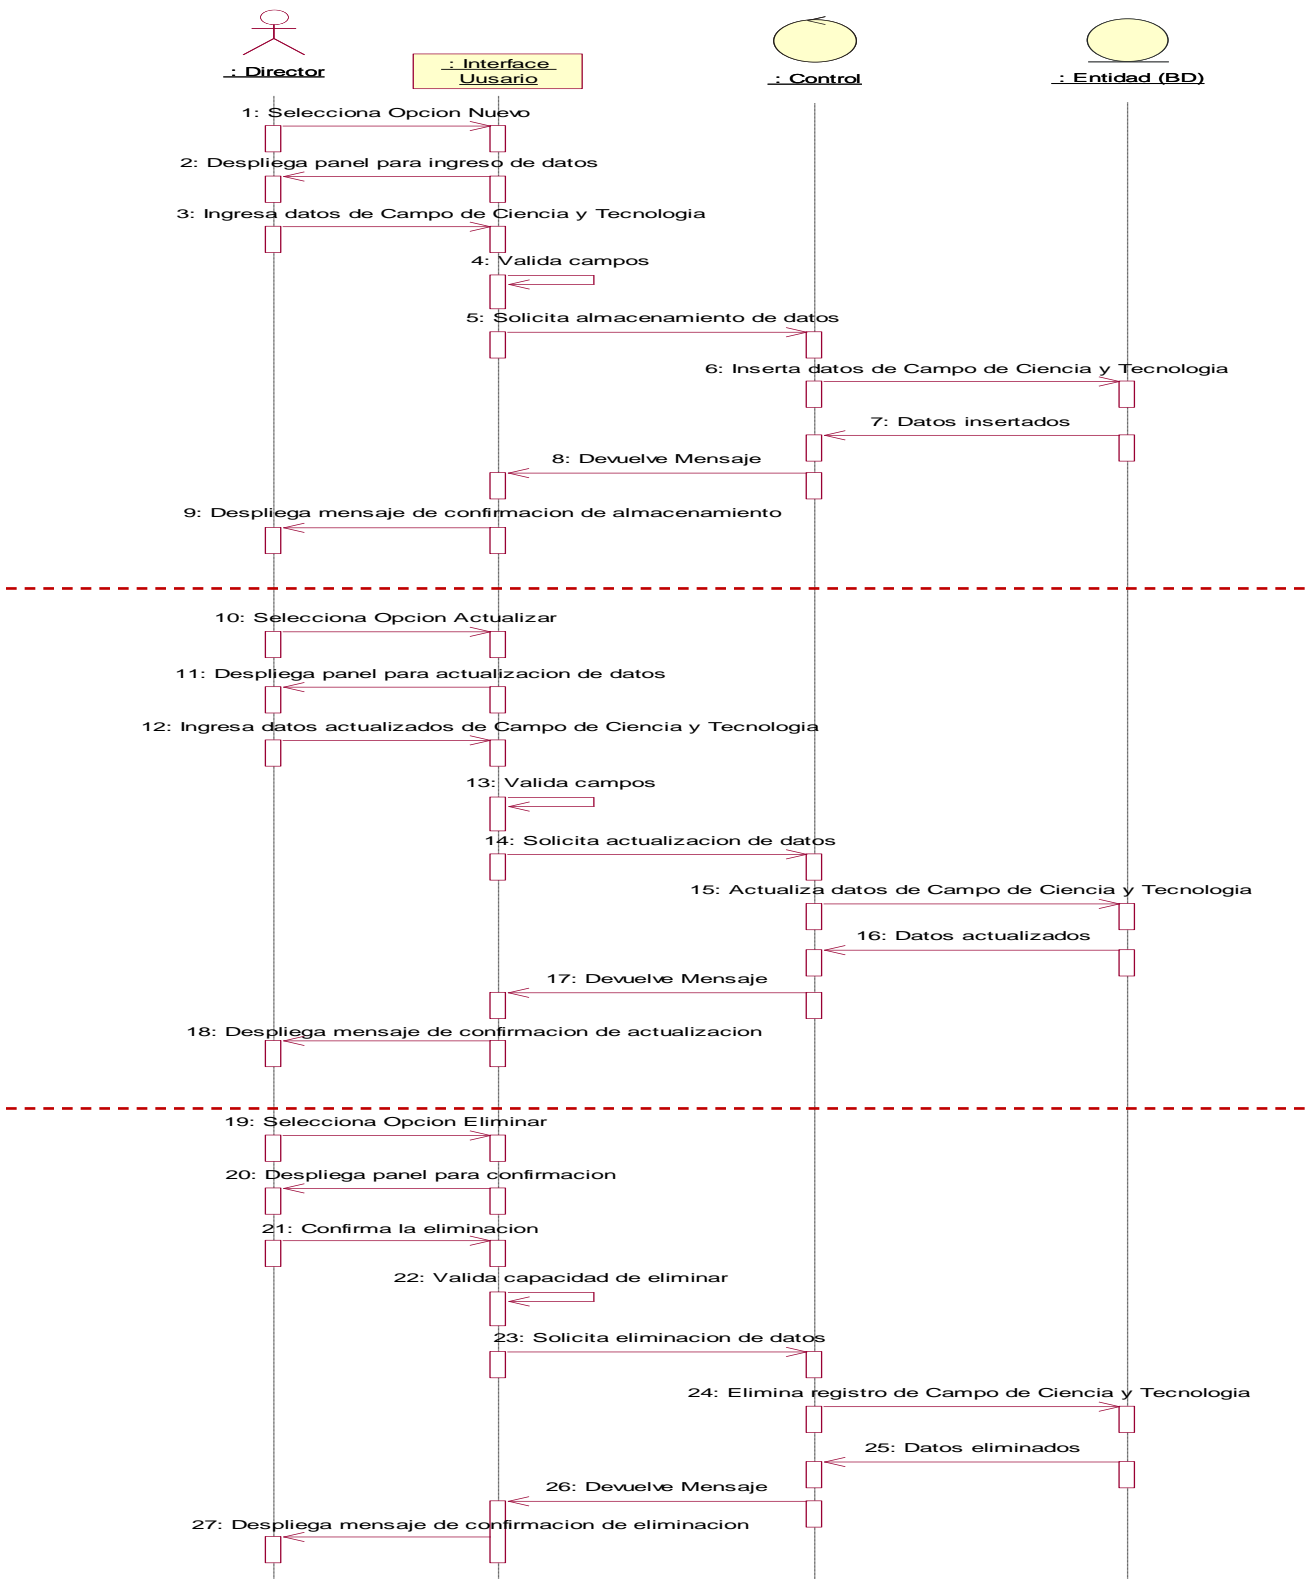 : Director
: Interface
Uusario
: Control
: Entidad (BD)
1: Selecciona Opcion Nuevo
2: Despliega panel para ingreso de datos
3: Ingresa datos de Campo de Ciencia y Tecnologia
4: Valida campos
5: Solicita almacenamiento de datos
6: Inserta datos de Campo de Ciencia y Tecnologia
7: Datos insertados
8: Devuelve Mensaje
9: Despliega mensaje de confirmacion de almacenamiento
10: Selecciona Opcion Actualizar
11: Despliega panel para actualizacion de datos
12: Ingresa datos actualizados de Campo de Ciencia y Tecnologia
13: Valida campos
14: Solicita actualizacion de datos
15: Actualiza datos de Campo de Ciencia y Tecnologia
16: Datos actualizados
17: Devuelve Mensaje
18: Despliega mensaje de confirmacion de actualizacion
19: Selecciona Opcion Eliminar
20: Despliega panel para confirmacion
21: Confirma la eliminacion
22: Valida capacidad de eliminar
23: Solicita eliminacion de datos
24: Elimina registro de Campo de Ciencia y Tecnologia
25: Datos eliminados
26: Devuelve Mensaje
27: Despliega mensaje de confirmacion de eliminacion